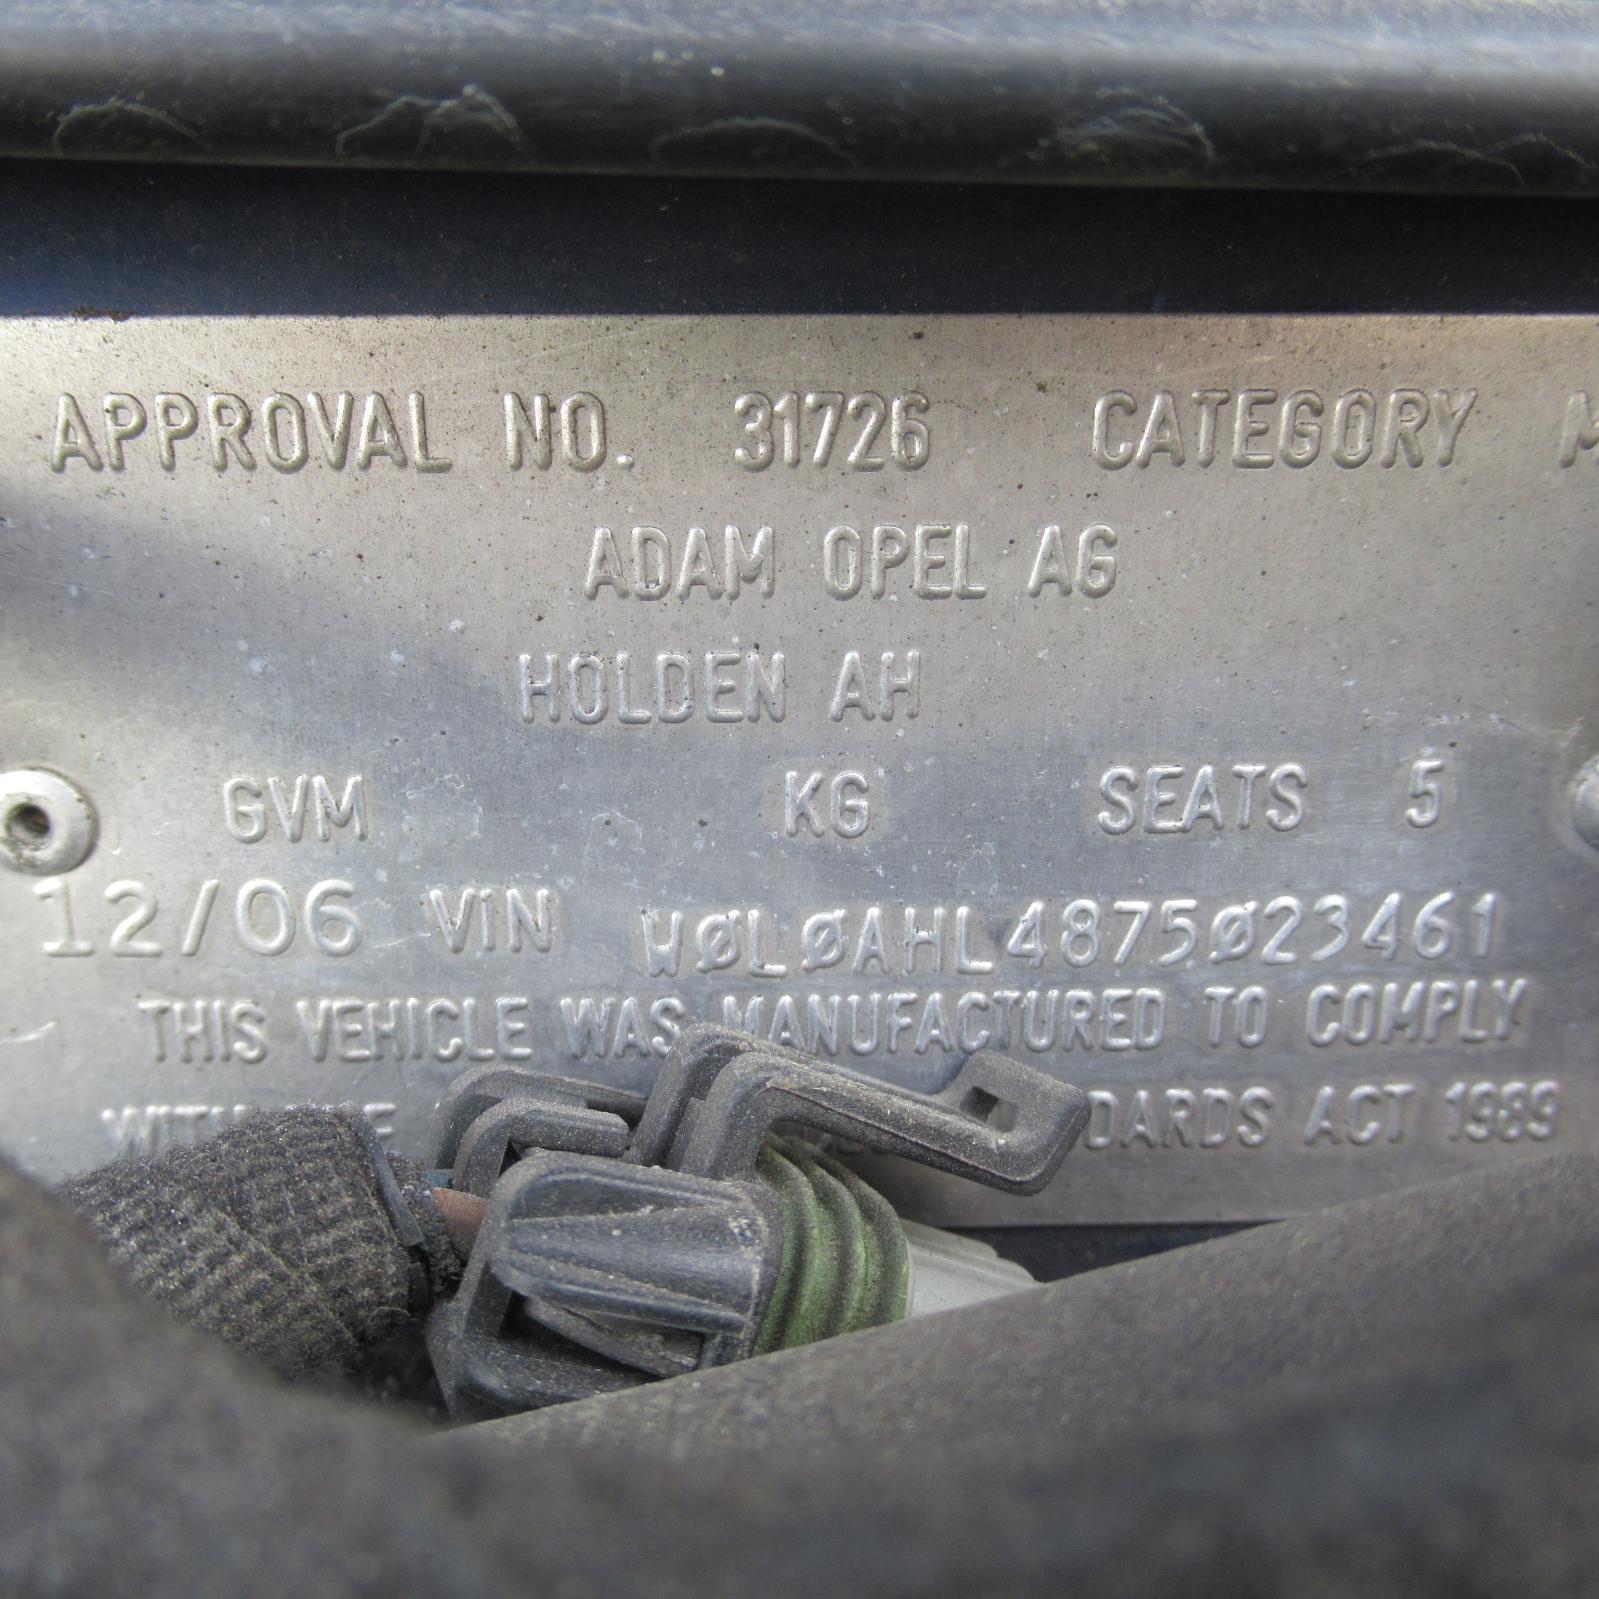 APPROVAL NO. 31726 CATEGORY M
ADAM OPEL AG
HOLDEN AH
GVM KG SEATS 5
12/06 VIN WØLØAHL4875Ø23461
THIS VEHICLE WAS MANUFACTURED TO COMPLY
ACT 1989